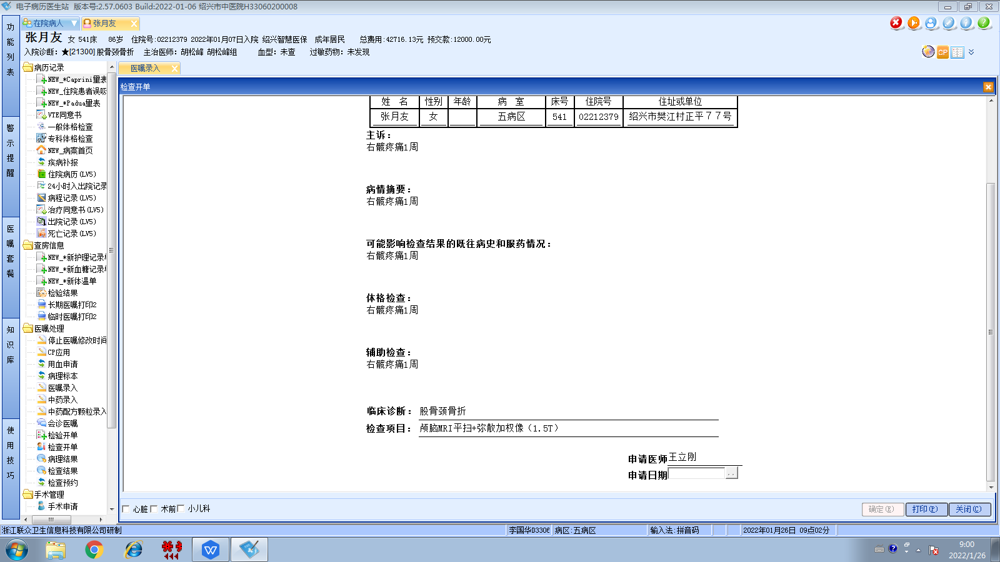 电子病历医生站 版本号:2.57.0603 Build:2022-01-06 绍兴市中医院H33060200008
在院病人
张月友
张月友 女 541床 86岁 住院号:02212379 2022年01月07日入院 绍兴智慧医保 成年居民 总费用:42716.13元 预交款:12000.00元
入院诊断：★[21300]股骨颈骨折 主治医师：胡松峰 胡松峰组 血型：未查 过敏药物：未发现
CP
功能列表
警示提醒
医嘱套餐
知识库
使用技巧
病历记录
NEW_*Caprini量表
NEW_住院患者误吸
NEW_*Padua量表
VTE同意书
一般体格检查
专科体格检查
NEW_病案首页
疾病补报
住院病历(LV5)
24小时入出院记录
病程记录(LV5)
治疗同意书(LV5)
出院记录(LV5)
死亡记录(LV5)
查房信息
NEW_*新护理记录单
NEW_*新血糖记录单
NEW_*新体温单
检验结果
长期医嘱打印2
临时医嘱打印2
医嘱处理
停止医嘱修改时间
CP应用
用血申请
病理标本
医嘱录入
中药录入
中药配方颗粒录入
会诊医嘱
检验开单
检查开单
病理结果
检查结果
检查预约
手术管理
手术申请
医嘱录入
检查开单
姓 名 性别 年龄 病 室 床号 住院号 住址或单位
张月友 女 五病区 541 02212379 绍兴市樊江村正平７７号
主诉：
右髋疼痛1周
病情摘要：
右髋疼痛1周
可能影响检查结果的既往病史和服药情况：
右髋疼痛1周
体格检查：
右髋疼痛1周
辅助检查：
右髋疼痛1周
临床诊断： 股骨颈骨折
检查项目： 颅脑MRI平扫+弥散加权像（1.5T）
申请医师 王立刚
申请日期 ..
心脏 术前 小儿科
确定(E) 打印(P) 关闭(C)
浙江联众卫生信息科技有限公司研制 李国华D3306 病区:五病区 输入法:拼音码 2022年01月26日 09点02分
9:00
2022/1/26